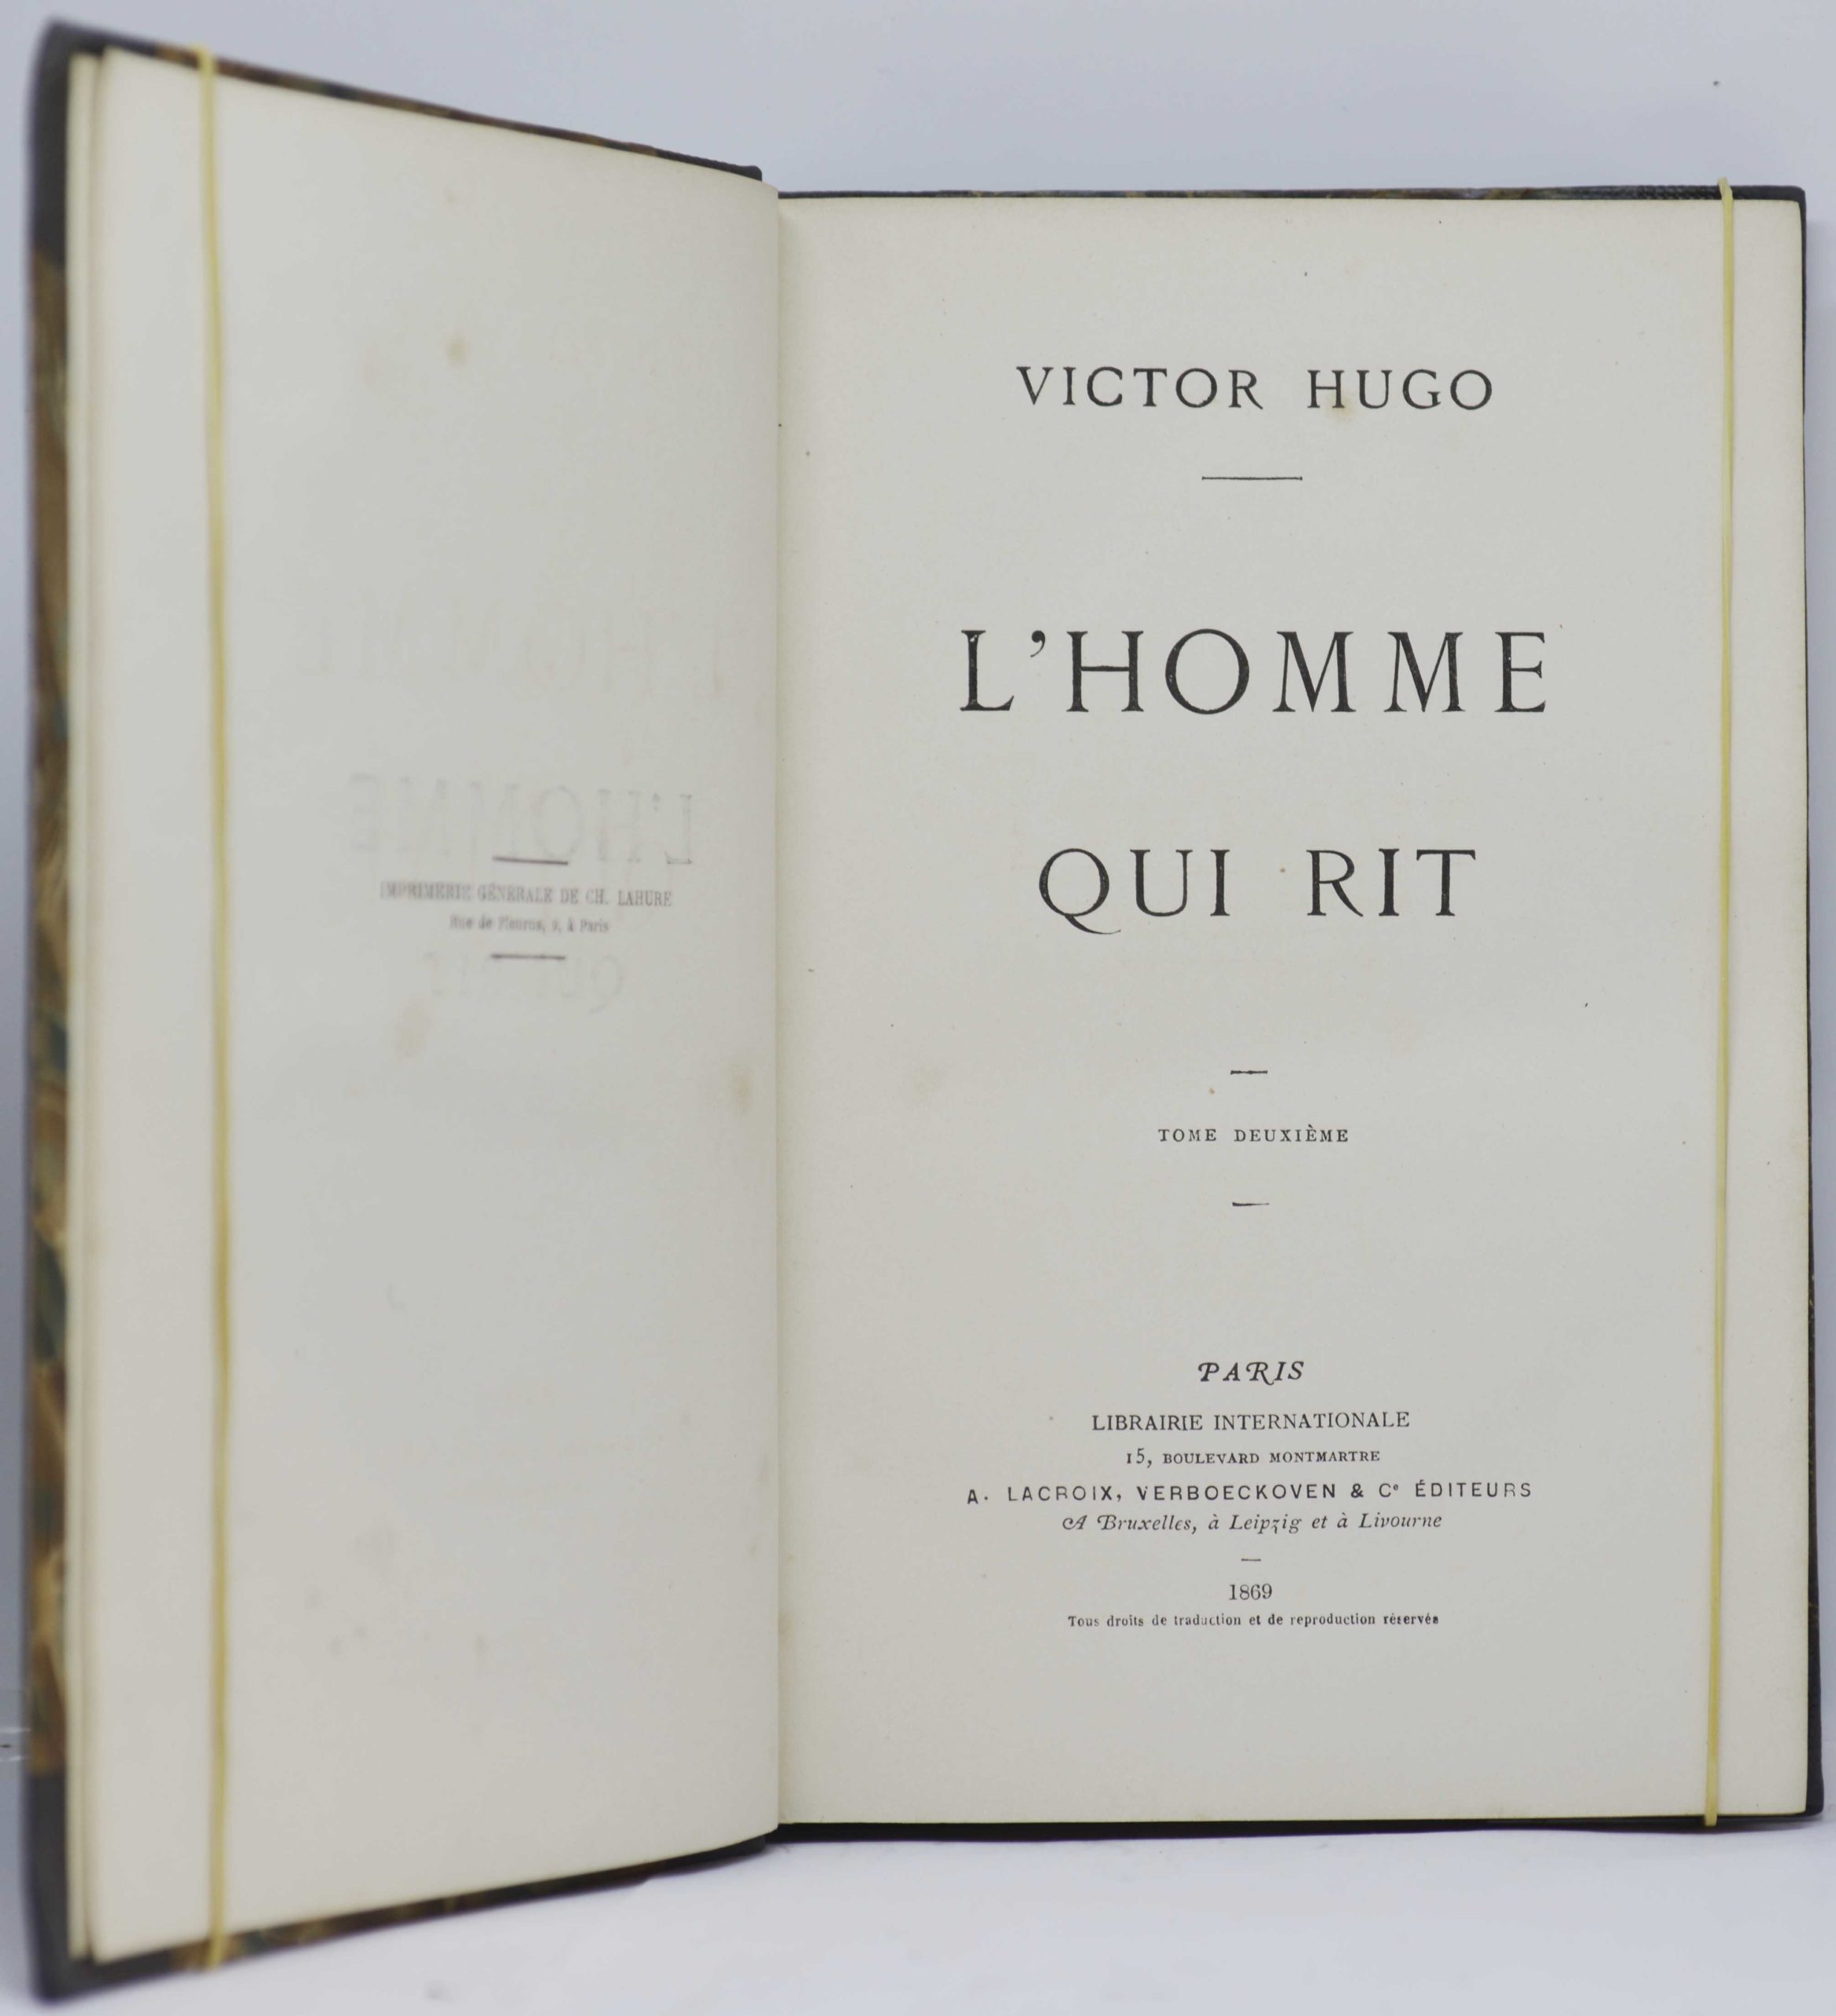 IMPRIMERIE GÉNÉRALE DE CH. LAHURE
Rue de Fleurus, 9, à Paris
VICTOR HUGO
L'HOMME
QUI RIT
TOME DEUXIÈME
PARIS
LIBRAIRIE INTERNATIONALE
15, BOULEVARD MONTMARTRE
A. LACROIX, VERBOECKOVEN & Cᵉ ÉDITEURS
A Bruxelles, à Leipzig et à Livourne
1869
Tous droits de traduction et de reproduction réservés